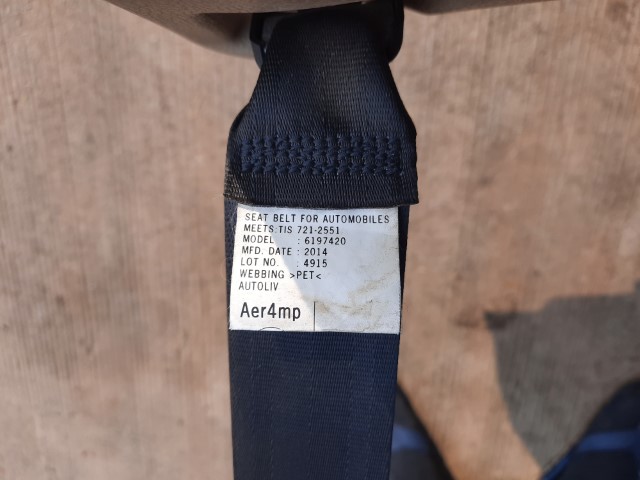 SEAT BELT FOR AUTOMOBILES
MEETS:TIS 721-2551
MODEL : 6197420
MFD. DATE : 2014
LOT NO. : 4915
WEBBING >PET<
AUTOLIV
Aer4mp